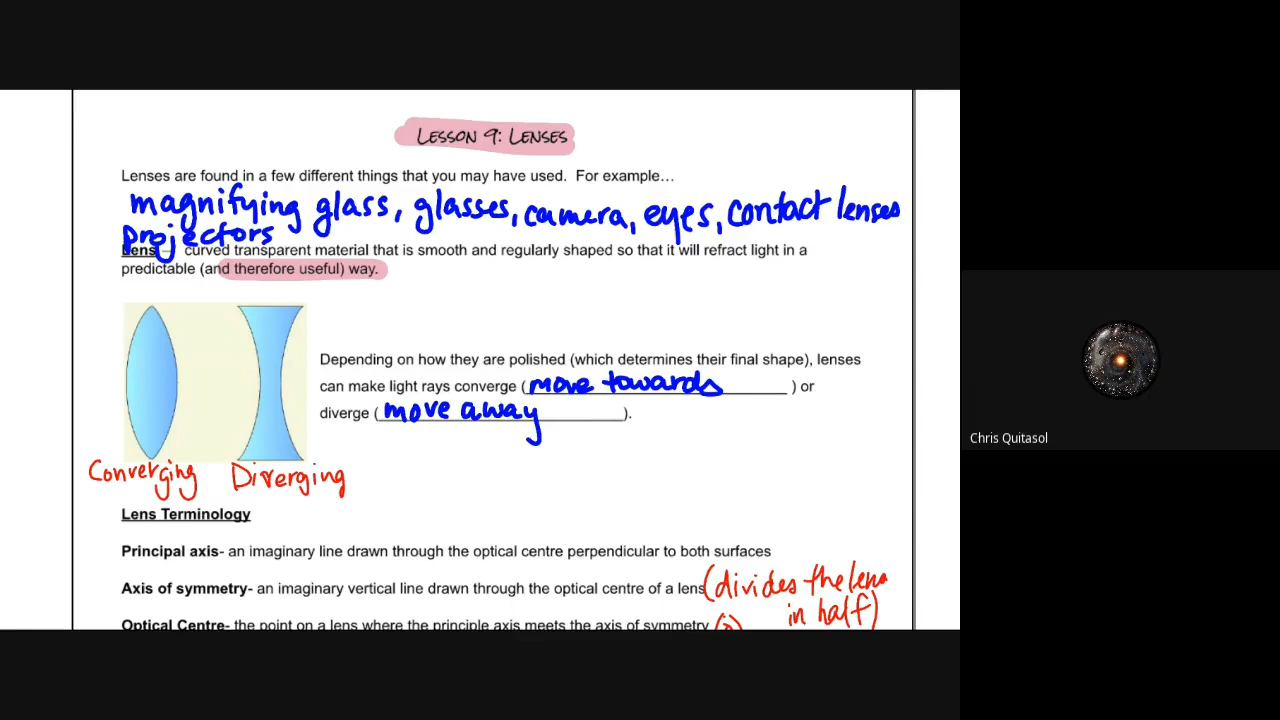 LESSON 9: LENSES
Lenses are found in a few different things that you may have used. For example…
magnifying glass, glasses, camera, eyes, contact lenses
projectors
Lens – curved transparent material that is smooth and regularly shaped so that it will refract light in a
predictable (and therefore useful) way.
Depending on how they are polished (which determines their final shape), lenses
can make light rays converge (move towards) or
diverge (move away).
Converging Diverging
Lens Terminology
Principal axis- an imaginary line drawn through the optical centre perpendicular to both surfaces
Axis of symmetry- an imaginary vertical line drawn through the optical centre of a lens (divides the lens
in half)
Optical Centre- the point on a lens where the principle axis meets the axis of symmetry
Chris Quitasol